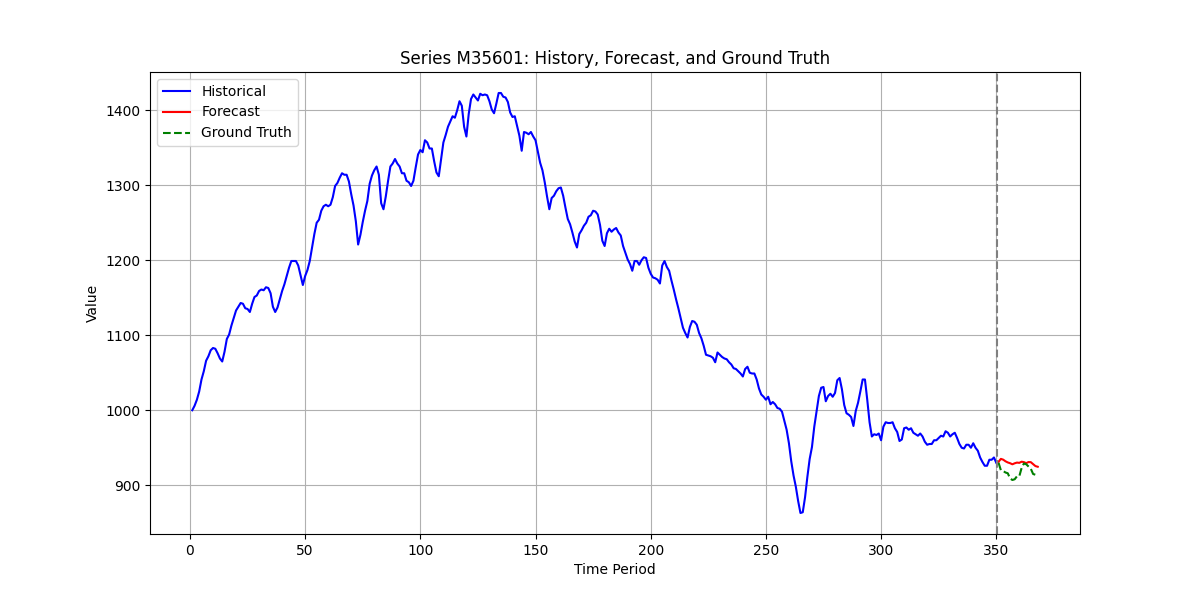 Series M35601: History, Forecast, and Ground Truth
Historical
Forecast
Ground Truth
1400
1300
1200
1100
1000
900
Value
0 50 100 150 200 250 300 350
Time Period